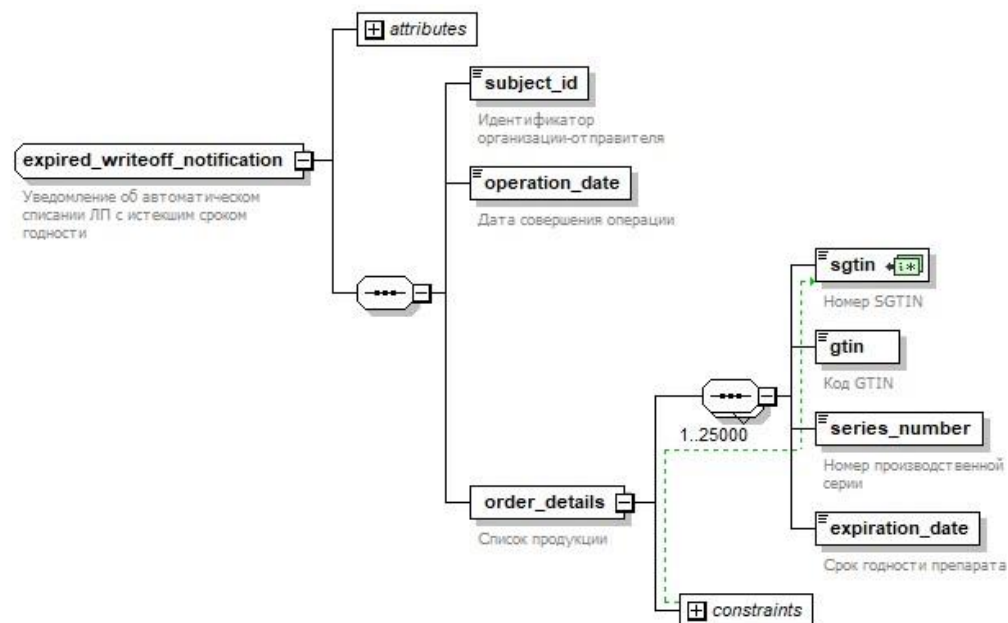 attributes
subject_id
Идентификатор
организации-отправителя
expired_writeoff_notification
Уведомление об автоматическом
списании ЛП с истекшим сроком
годности
operation_date
Дата совершения операции
sgtin
Номер SGTIN
gtin
Код GTIN
1..25000
series_number
Номер производственной
серии
order_details
Список продукции
expiration_date
Срок годности препарата
constraints